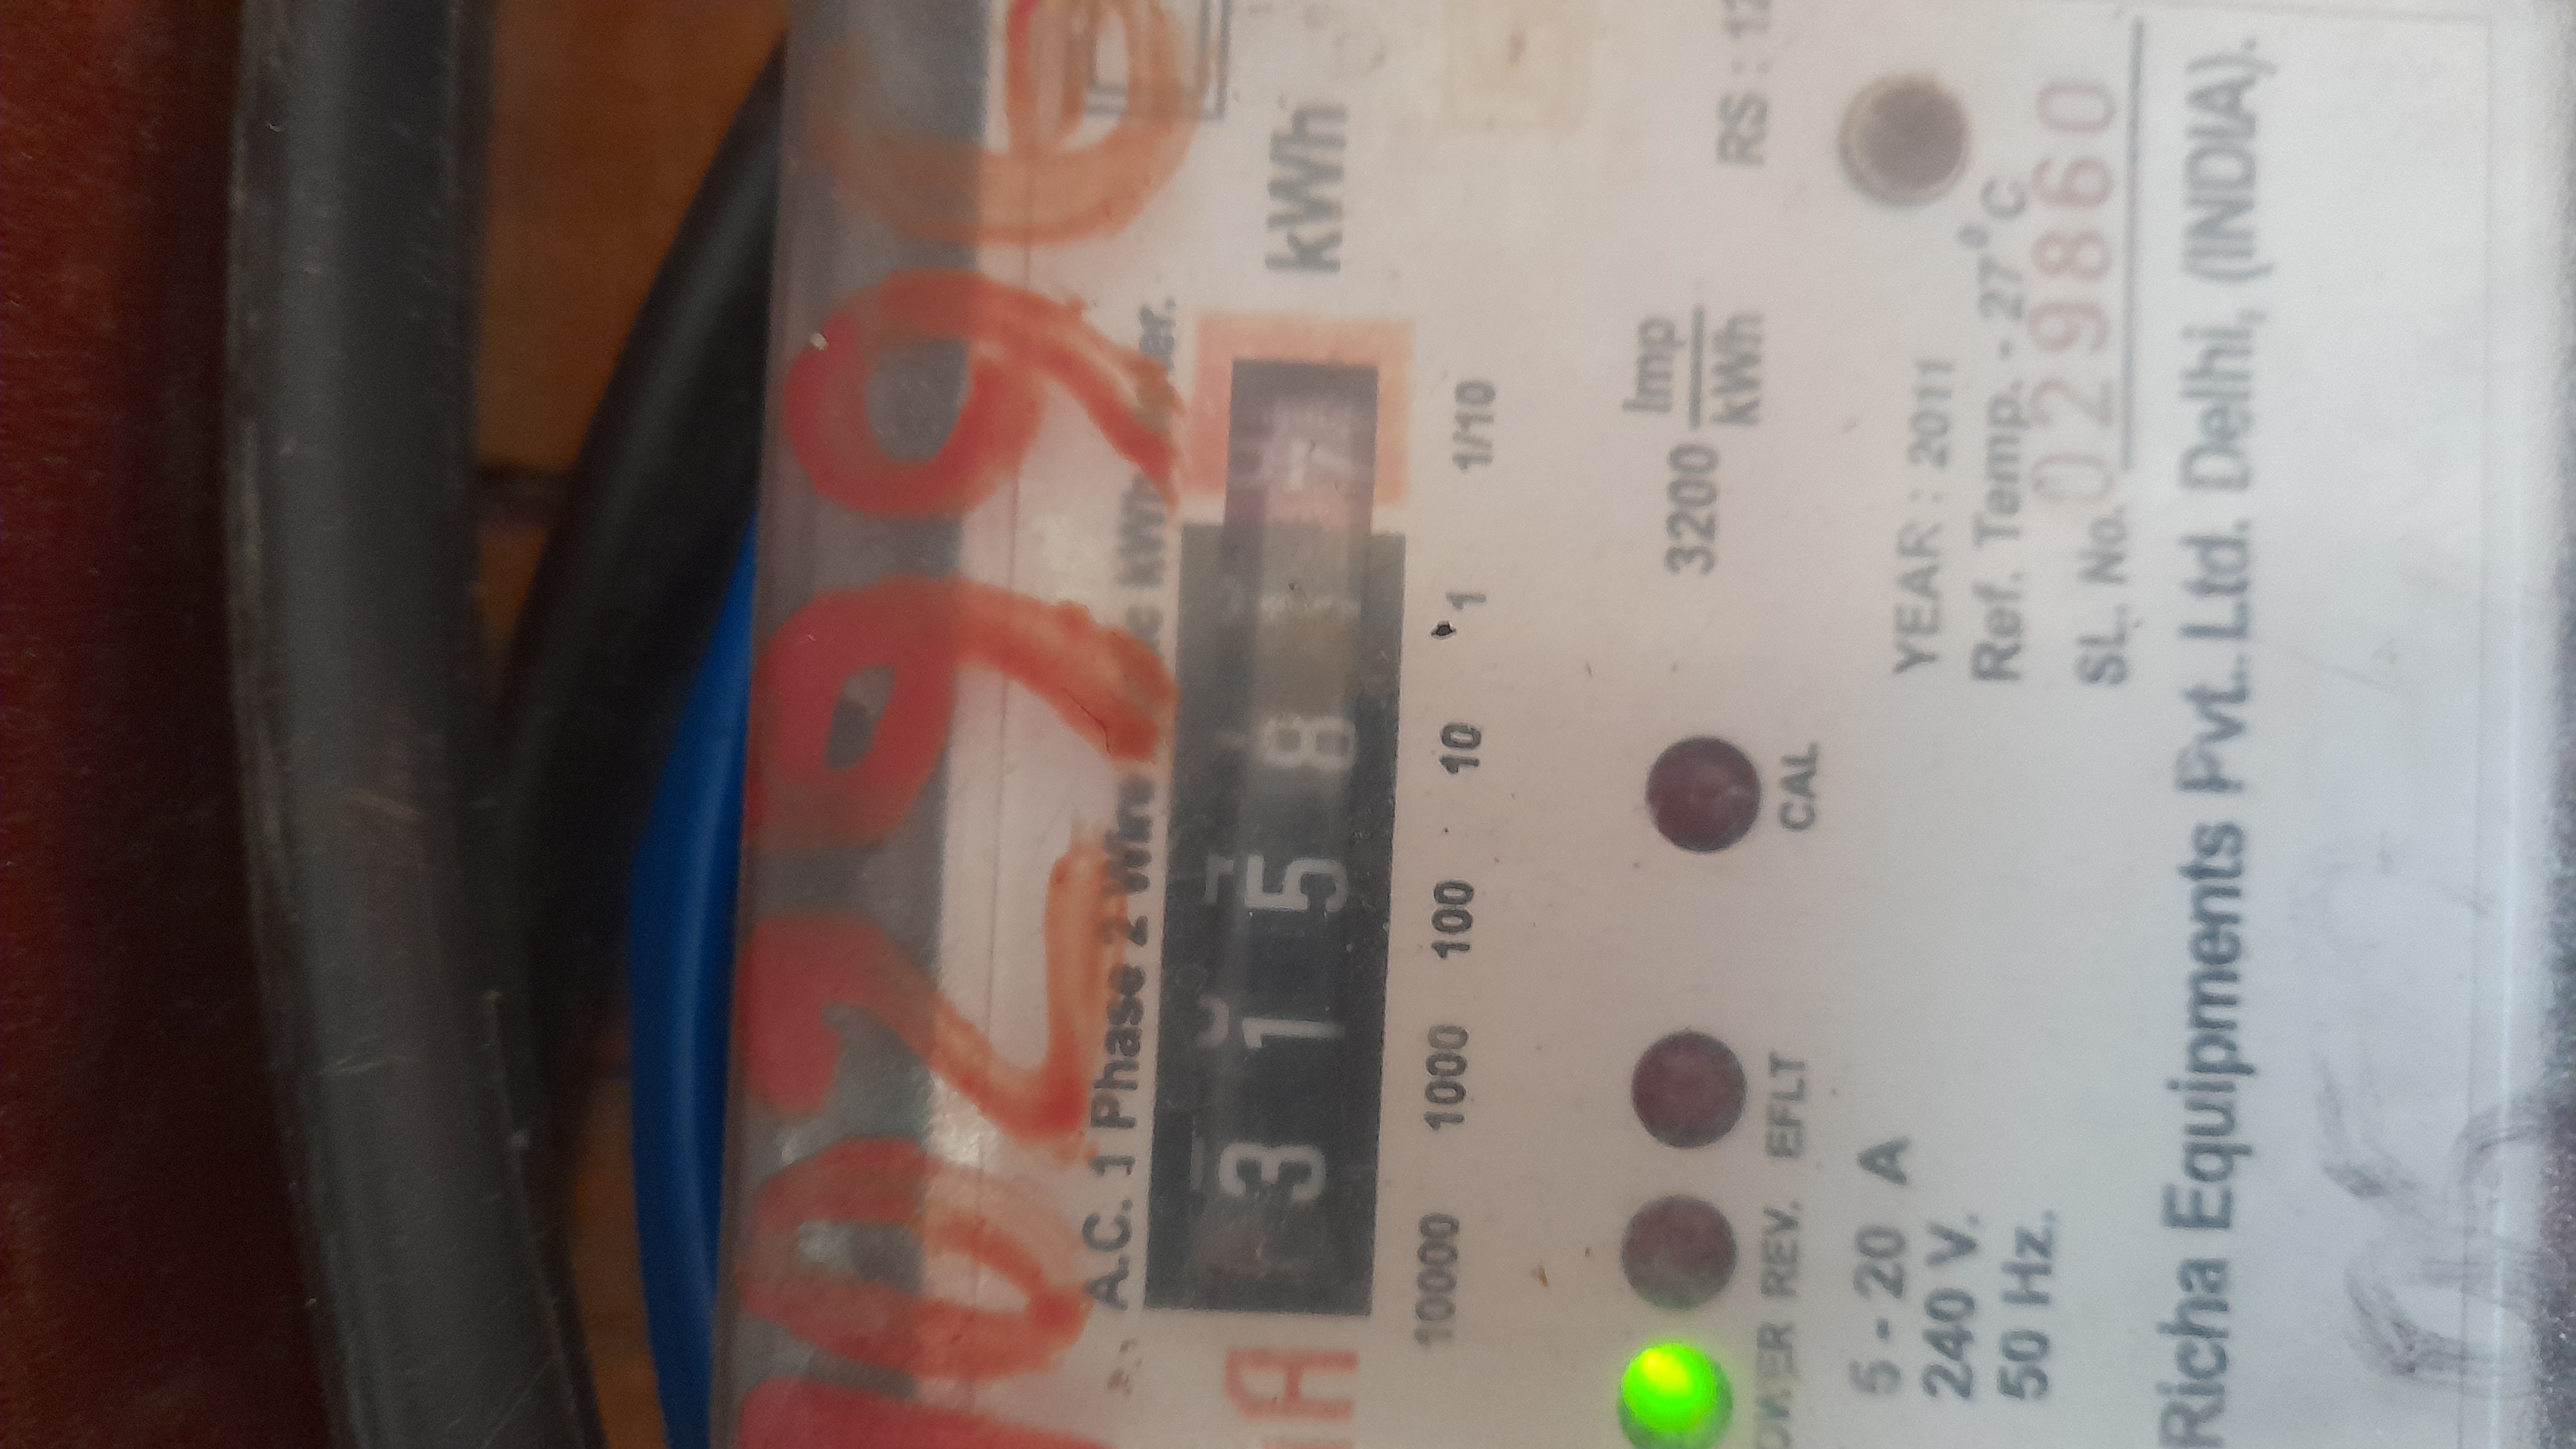 A.C. 1 Phase 2 Wire
kWh
3 1 5 8
10000 1000 100 10 1 1/10
3200 Imp/kWh
RS : 12
CAL
EFLT
REV.
YEAR : 2011
5 - 20 A
Ref. Temp. - 27°C
240 V.
SL. No. 029860
50 Hz.
Richa Equipments Pvt. Ltd. Delhi, (INDIA).